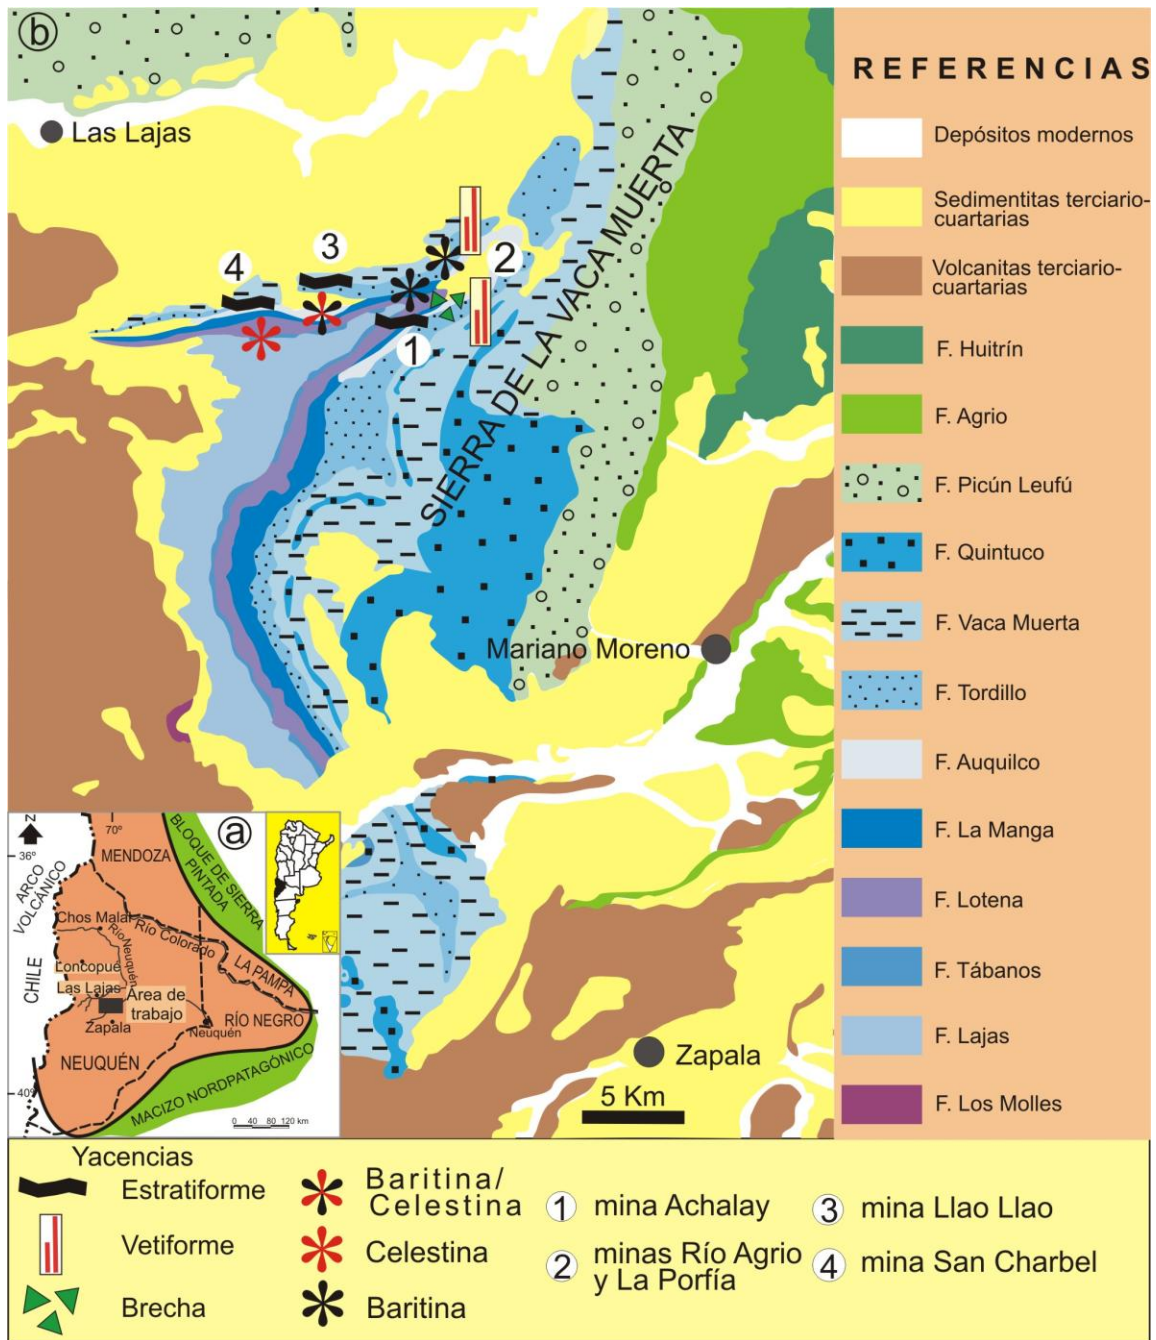 b
Las Lajas
SIERRA DE LA VACA MUERTA
3
4
2
1
Mariano Moreno
Zapala
5 Km
REFERENCIAS
Depósitos modernos
Sedimentitas terciario-
cuartarias
Volcanitas terciario-
cuartarias
F. Huitrín
F. Agrio
F. Picún Leufú
F. Quintuco
F. Vaca Muerta
F. Tordillo
F. Auquilco
F. La Manga
F. Lotena
F. Tábanos
F. Lajas
F. Los Molles
a
N
70º
36º
MENDOZA
BLOQUE DE SIERRA
PINTADA
ARCO
VOLCÁNICO
Chos Malal
Río
Neuquén
Río Colorado
LA PAMPA
CHILE
Loncopué
Las Lajas
Área de
trabajo
Zapala
Neuquén
RÍO NEGRO
NEUQUÉN
MACIZO NORDPATAGÓNICO
40º
0 40 80 120 km
Yacencias
Estratiforme
Vetiforme
Brecha
Baritina/
Celestina
Celestina
Baritina
1 mina Achalay
2 minas Río Agrio
y La Porfía
3 mina Llao Llao
4 mina San Charbel